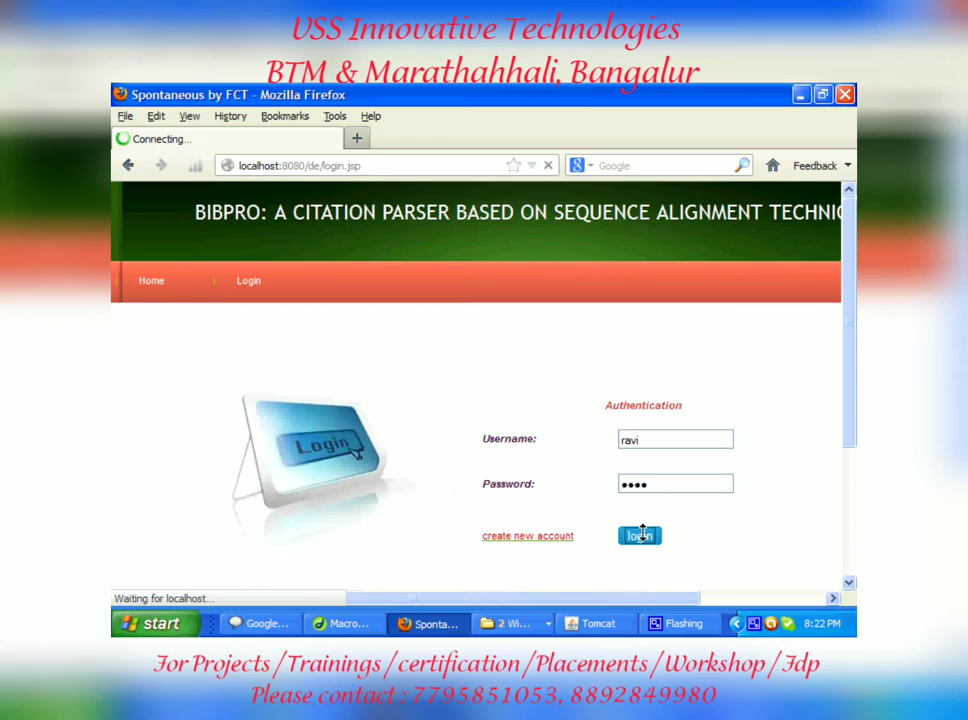 USS Innovative Technologies
BTM & Marathahhali, Bangalur
Spontaneous by FCT - Mozilla Firefox
File Edit View History Bookmarks Tools Help
Connecting...
localhost:8080/de/login.jsp
Google
Feedback
BIBPRO: A CITATION PARSER BASED ON SEQUENCE ALIGNMENT TECHNIC
Home | Login
Login
Authentication
Username: ravi
Password: ••••
create new account login
Waiting for localhost...
start Google... Macro... Sponta... 2 Wi... Tomcat Flashing 8:22 PM
For Projects /Trainings / certification /Placements /Workshop / Fdp
Please contact : 7795851053, 8892849980